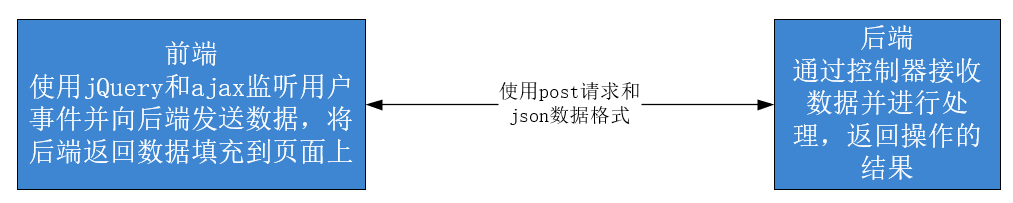 前端
使用jQuery和ajax监听用户
事件并向后端发送数据，将
后端返回数据填充到页面上
使用post请求和
json数据格式
后端
通过控制器接收
数据并进行处
理，返回操作的
结果